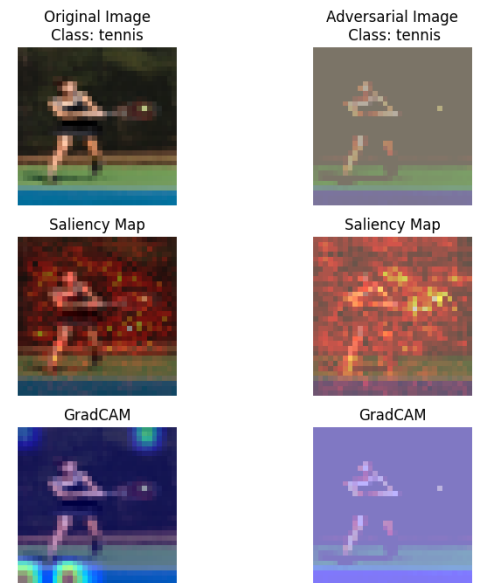 Original Image
Class: tennis
Adversarial Image
Class: tennis
Saliency Map
Saliency Map
GradCAM
GradCAM